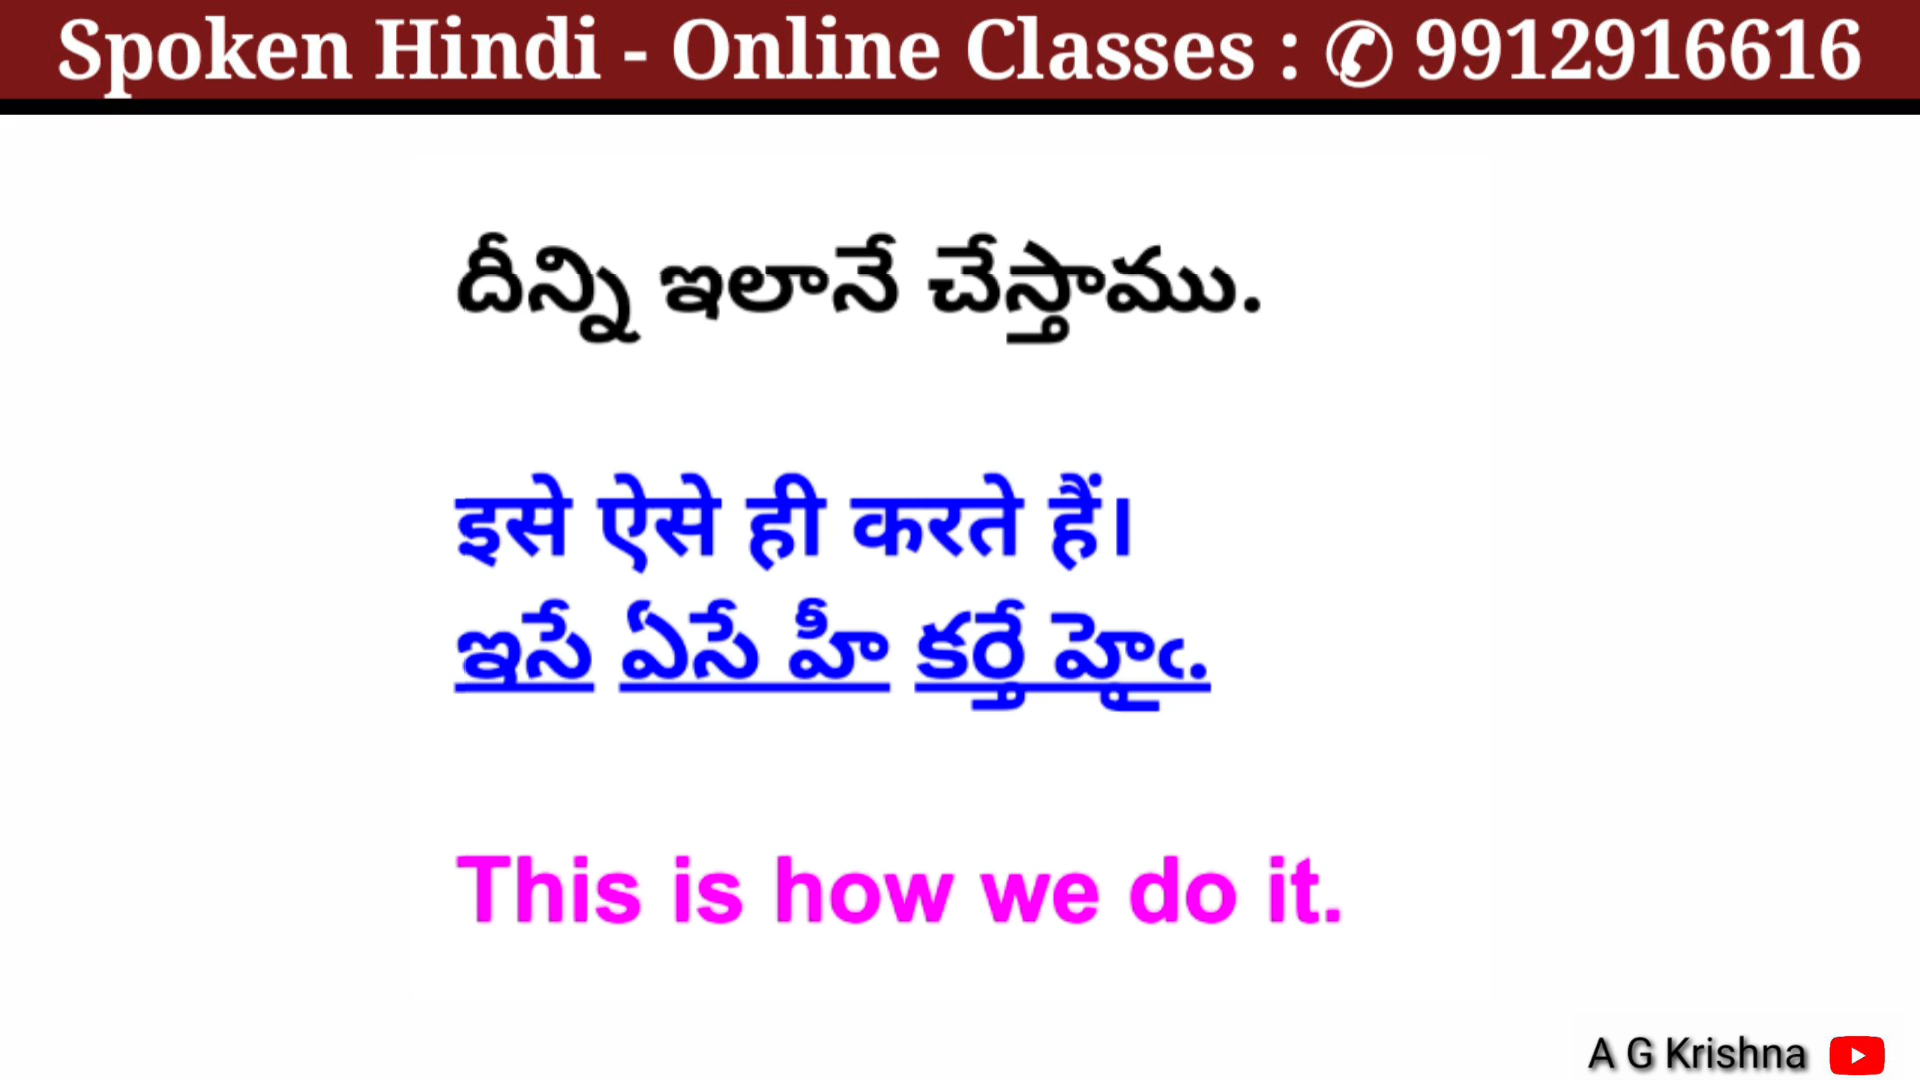 Spoken Hindi - Online Classes : ✆ 9912916616
దీన్ని ఇలానే చేస్తాము.
इसे ऐसे ही करते हैं।
ఇసే ఏసే హీ కర్తే హైఁ.
This is how we do it.
A G Krishna